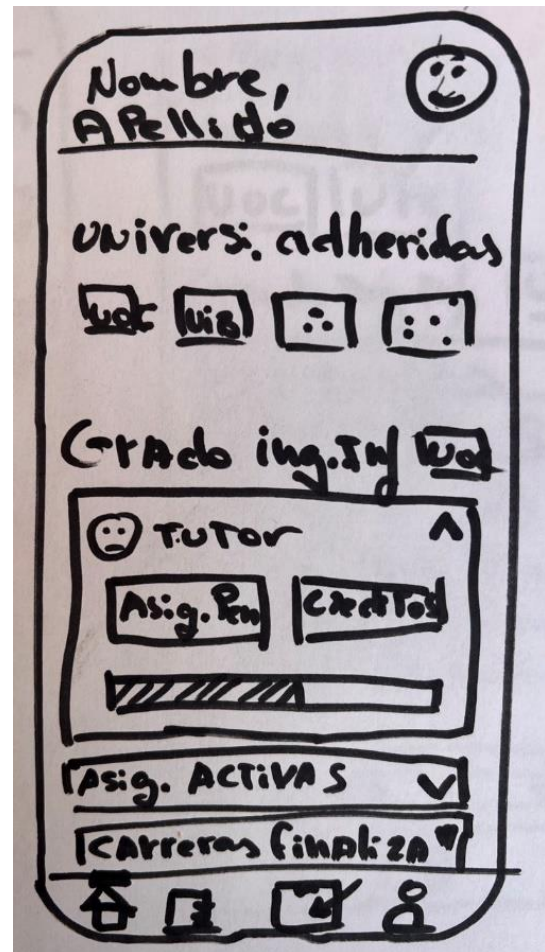 Nombre,
Apellido
Universi. adheridas
UOC UiB
Grado ing. Inf UOC
TUTOR
Asig. Pen Creditos
Asig. ACTIVAS
CArreras finaliza